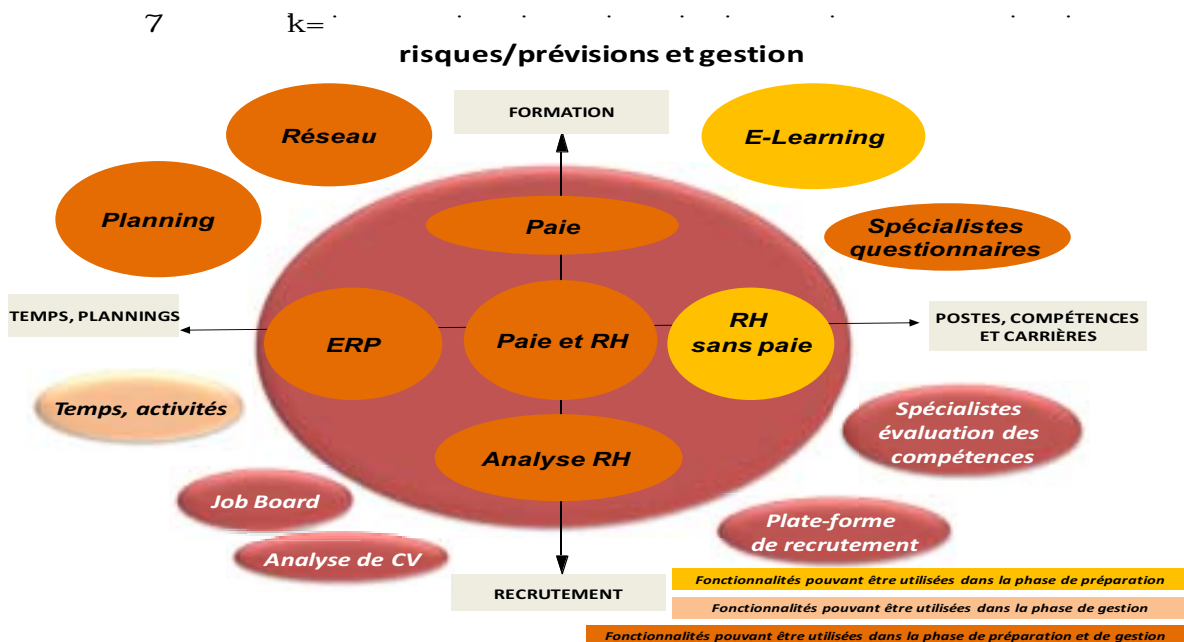 7 k=
risques/prévisions et gestion
FORMATION
Réseau
E-Learning
Planning
Paie
Spécialistes
questionnaires
TEMPS, PLANNINGS
ERP
Paie et RH
RH
sans paie
POSTES, COMPÉTENCES
ET CARRIÈRES
Temps, activités
Spécialistes
évaluation des
compétences
Analyse RH
Job Board
Plate-forme
de recrutement
Analyse de CV
RECRUTEMENT
Fonctionnalités pouvant être utilisées dans la phase de préparation
Fonctionnalités pouvant être utilisées dans la phase de gestion
Fonctionnalités pouvant être utilisées dans la phase de préparation et de gestion